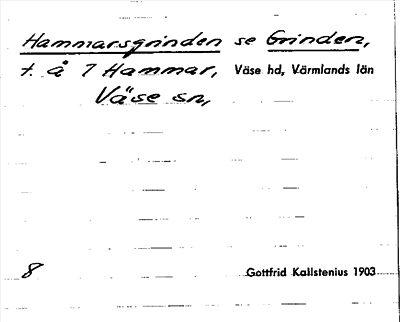 Hammarsgrinden se Grinden,
t. å 7 Hammar, Väse hd, Värmlands län
Väse sn,
8 Gottfrid Kallstenius 1903